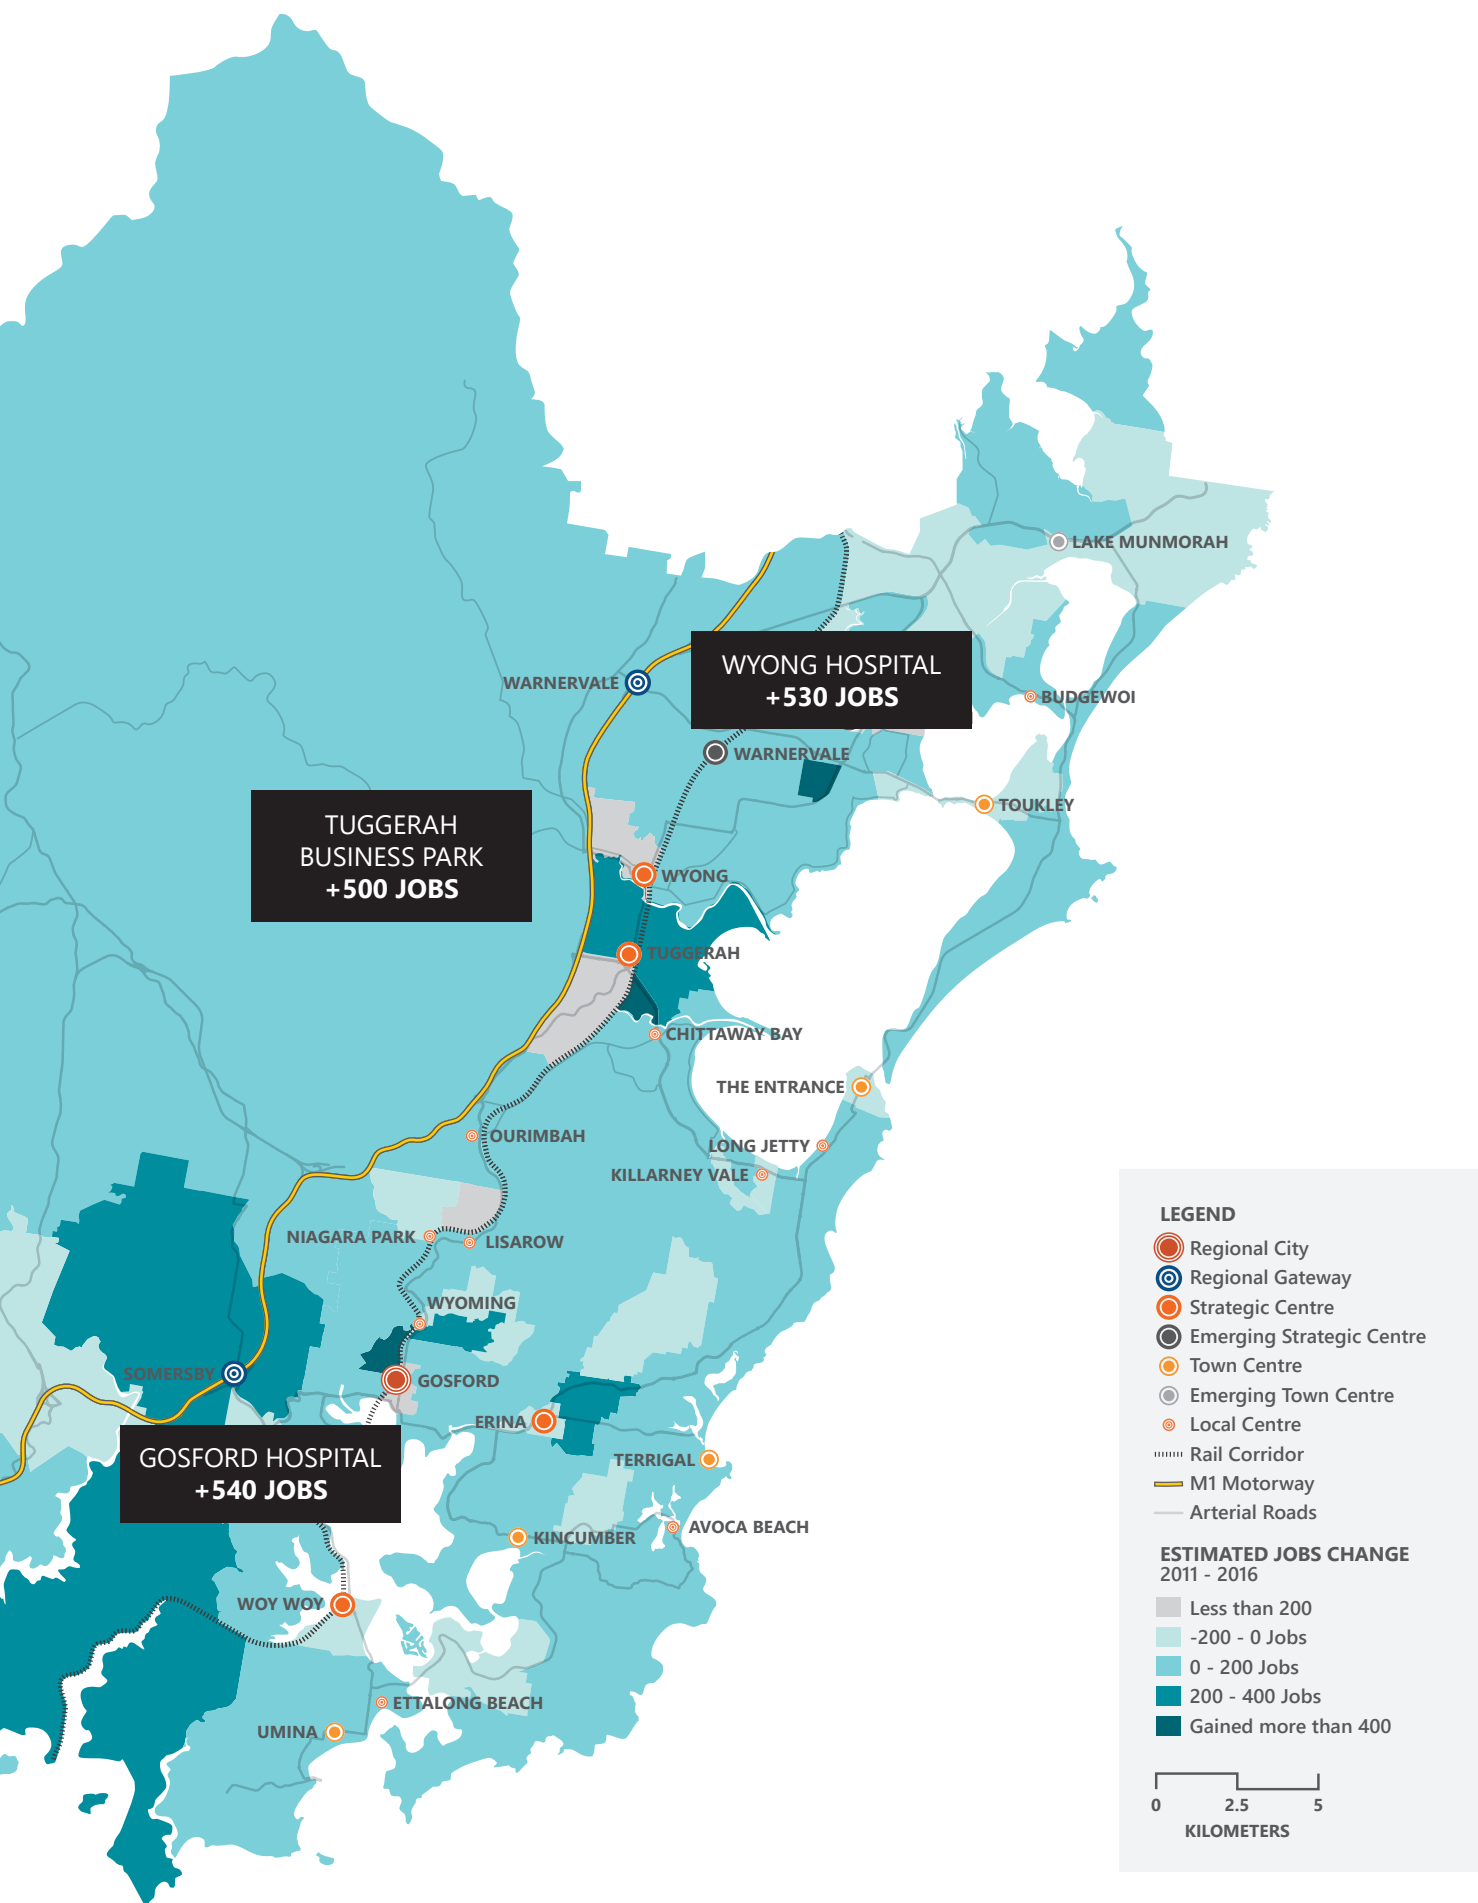 LAKE MUNMORAH
WYONG HOSPITAL
+530 JOBS
WARNERVALE
BUDGEWOI
WARNERVALE
TOUKLEY
TUGGERAH
BUSINESS PARK
+500 JOBS
WYONG
TUGGERAH
CHITTAWAY BAY
THE ENTRANCE
OURIMBAH
LONG JETTY
KILLARNEY VALE
NIAGARA PARK
LISAROW
WYOMING
SOMERSBY
GOSFORD
ERINA
TERRIGAL
GOSFORD HOSPITAL
+540 JOBS
AVOCA BEACH
KINCUMBER
WOY WOY
ETTALONG BEACH
UMINA
LEGEND
Regional City
Regional Gateway
Strategic Centre
Emerging Strategic Centre
Town Centre
Emerging Town Centre
Local Centre
Rail Corridor
M1 Motorway
Arterial Roads
ESTIMATED JOBS CHANGE
2011 - 2016
Less than 200
-200 - 0 Jobs
0 - 200 Jobs
200 - 400 Jobs
Gained more than 400
0 2.5 5
KILOMETERS